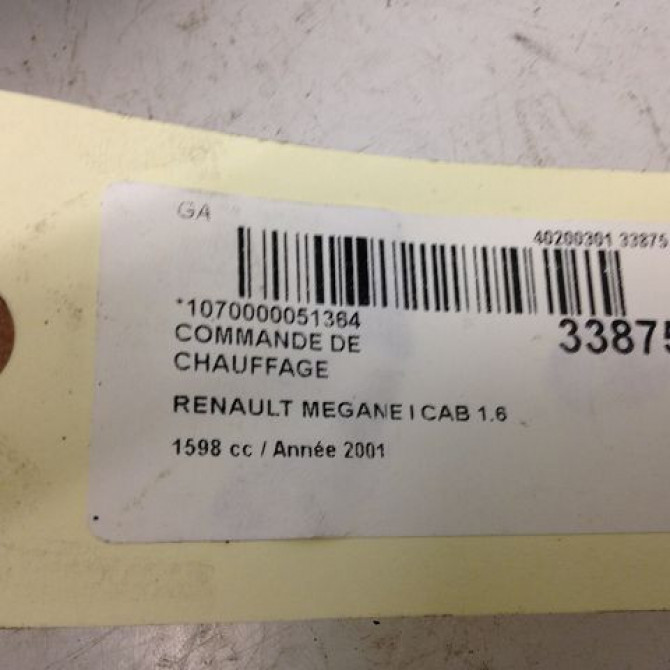 GA
40200301 33875
*1070000051364
33875
COMMANDE DE
CHAUFFAGE
RENAULT MEGANE I CAB 1.6
1598 cc / Année 2001